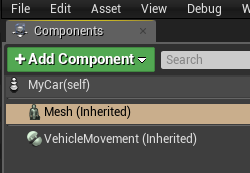 File Edit Asset View Debug W
Components
+ Add Component Search
MyCar(self)
Mesh (Inherited)
VehicleMovement (Inherited)